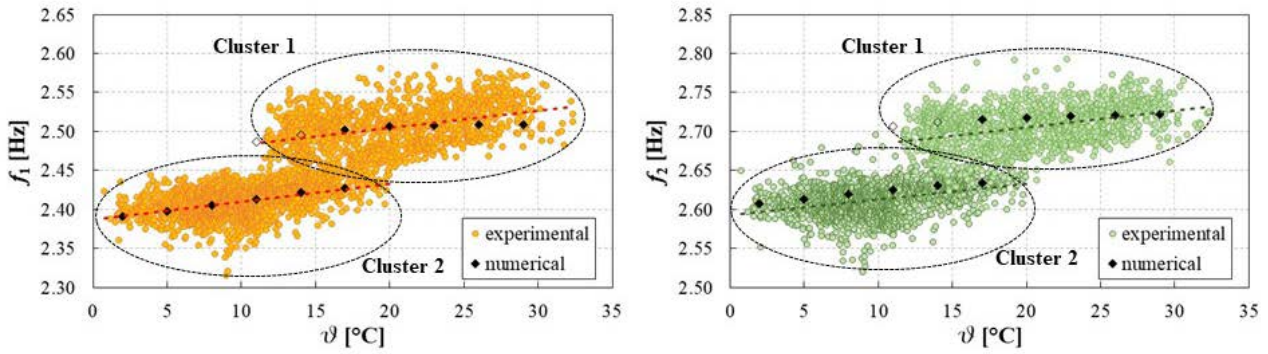 2.65
2.60
2.55
2.50
2.45
2.40
2.35
2.30
f1 [Hz]
Cluster 1
Cluster 2
experimental
numerical
0 5 10 15 20 25 30 35
ϑ [°C]
2.85
2.80
2.75
2.70
2.65
2.60
2.55
2.50
f2 [Hz]
Cluster 1
Cluster 2
experimental
numerical
0 5 10 15 20 25 30 35
ϑ [°C]